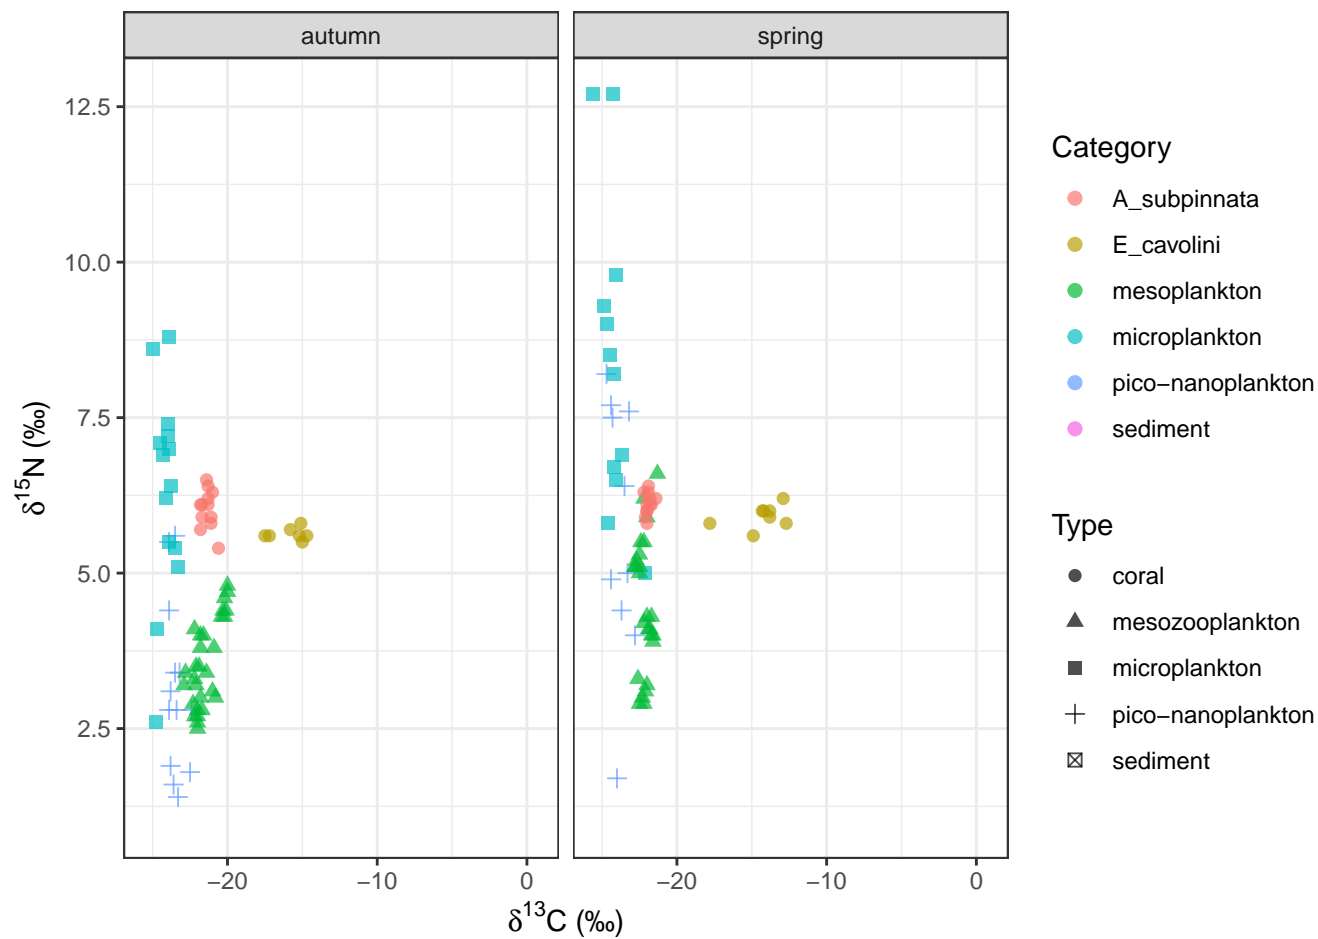 autumn
spring
12.5
10.0
7.5
5.0
2.5
δ15N (‰)
−20
−10
0
−20
−10
0
δ13C (‰)
Category
A_subpinnata
E_cavolini
mesoplankton
microplankton
pico−nanoplankton
sediment
Type
coral
mesozooplankton
microplankton
pico−nanoplankton
sediment